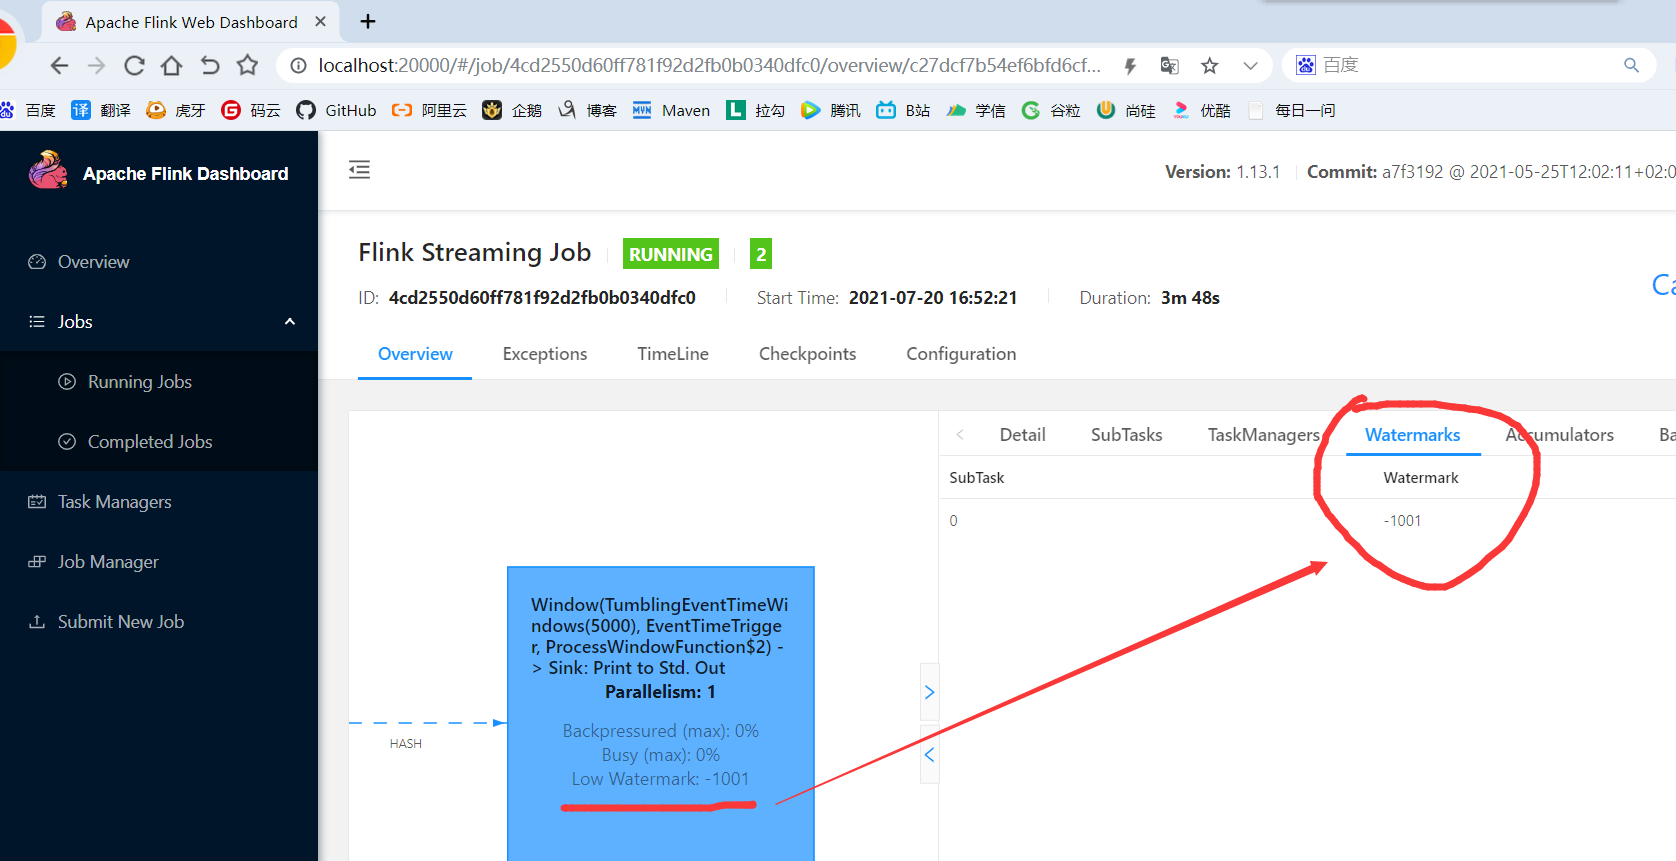 Apache Flink Web Dashboard
localhost:20000/#/job/4cd2550d60ff781f92d2fb0b0340dfc0/overview/c27dcf7b54ef6bfd6cf...
百度
百度 翻译 虎牙 码云 GitHub 阿里云 企鹅 博客 Maven 拉勾 腾讯 B站 学信 谷粒 尚硅 优酷 每日一问
Apache Flink Dashboard
Version: 1.13.1 Commit: a7f3192 @ 2021-05-25T12:02:11+02:0
Overview
Jobs
Running Jobs
Completed Jobs
Task Managers
Job Manager
Submit New Job
Flink Streaming Job RUNNING 2
ID: 4cd2550d60ff781f92d2fb0b0340dfc0 Start Time: 2021-07-20 16:52:21 Duration: 3m 48s
Ca
Overview Exceptions TimeLine Checkpoints Configuration
Detail SubTasks TaskManagers Watermarks Accumulators Ba
SubTask Watermark
0 -1001
Window(TumblingEventTimeWi
ndows(5000), EventTimeTrigge
r, ProcessWindowFunction$2) -
> Sink: Print to Std. Out
Parallelism: 1
Backpressured (max): 0%
Busy (max): 0%
Low Watermark: -1001
HASH